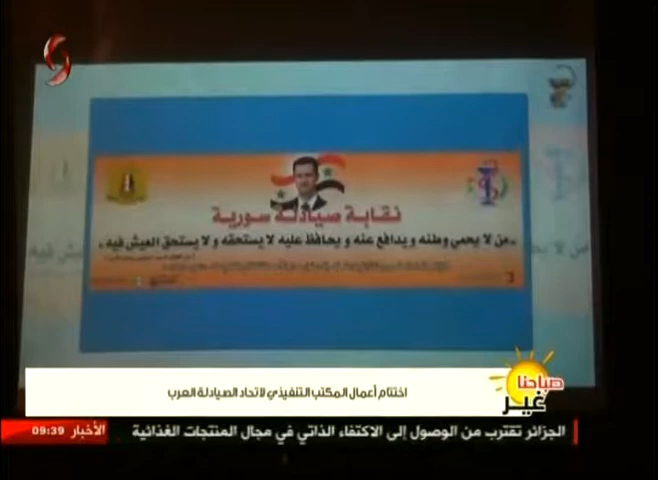 نقابة صيادلة سورية
"من لا يحمي وطنه ويدافع عنه و يحافظ عليه لا يستحقه و لا يستحق العيش فيه"
صباحنا
غير
اختتام أعمال المكتب التنفيذي لاتحاد الصيادلة العرب
الجزائر تقترب من الوصول إلى الاكتفاء الذاتي في مجال المنتجات الغذائية
الأخبار 09:39